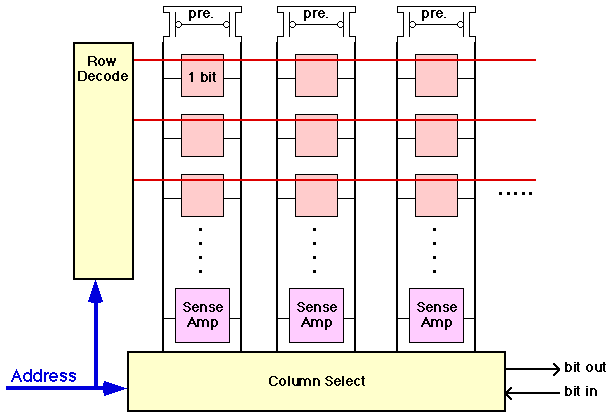 pre.
pre.
pre.
Row
Decode
1 bit
Sense
Amp
Sense
Amp
Sense
Amp
Address
Column Select
bit out
bit in